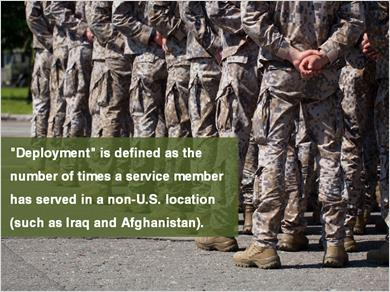 "Deployment" is defined as the
number of times a service member
has served in a non-U.S. location
(such as Iraq and Afghanistan).